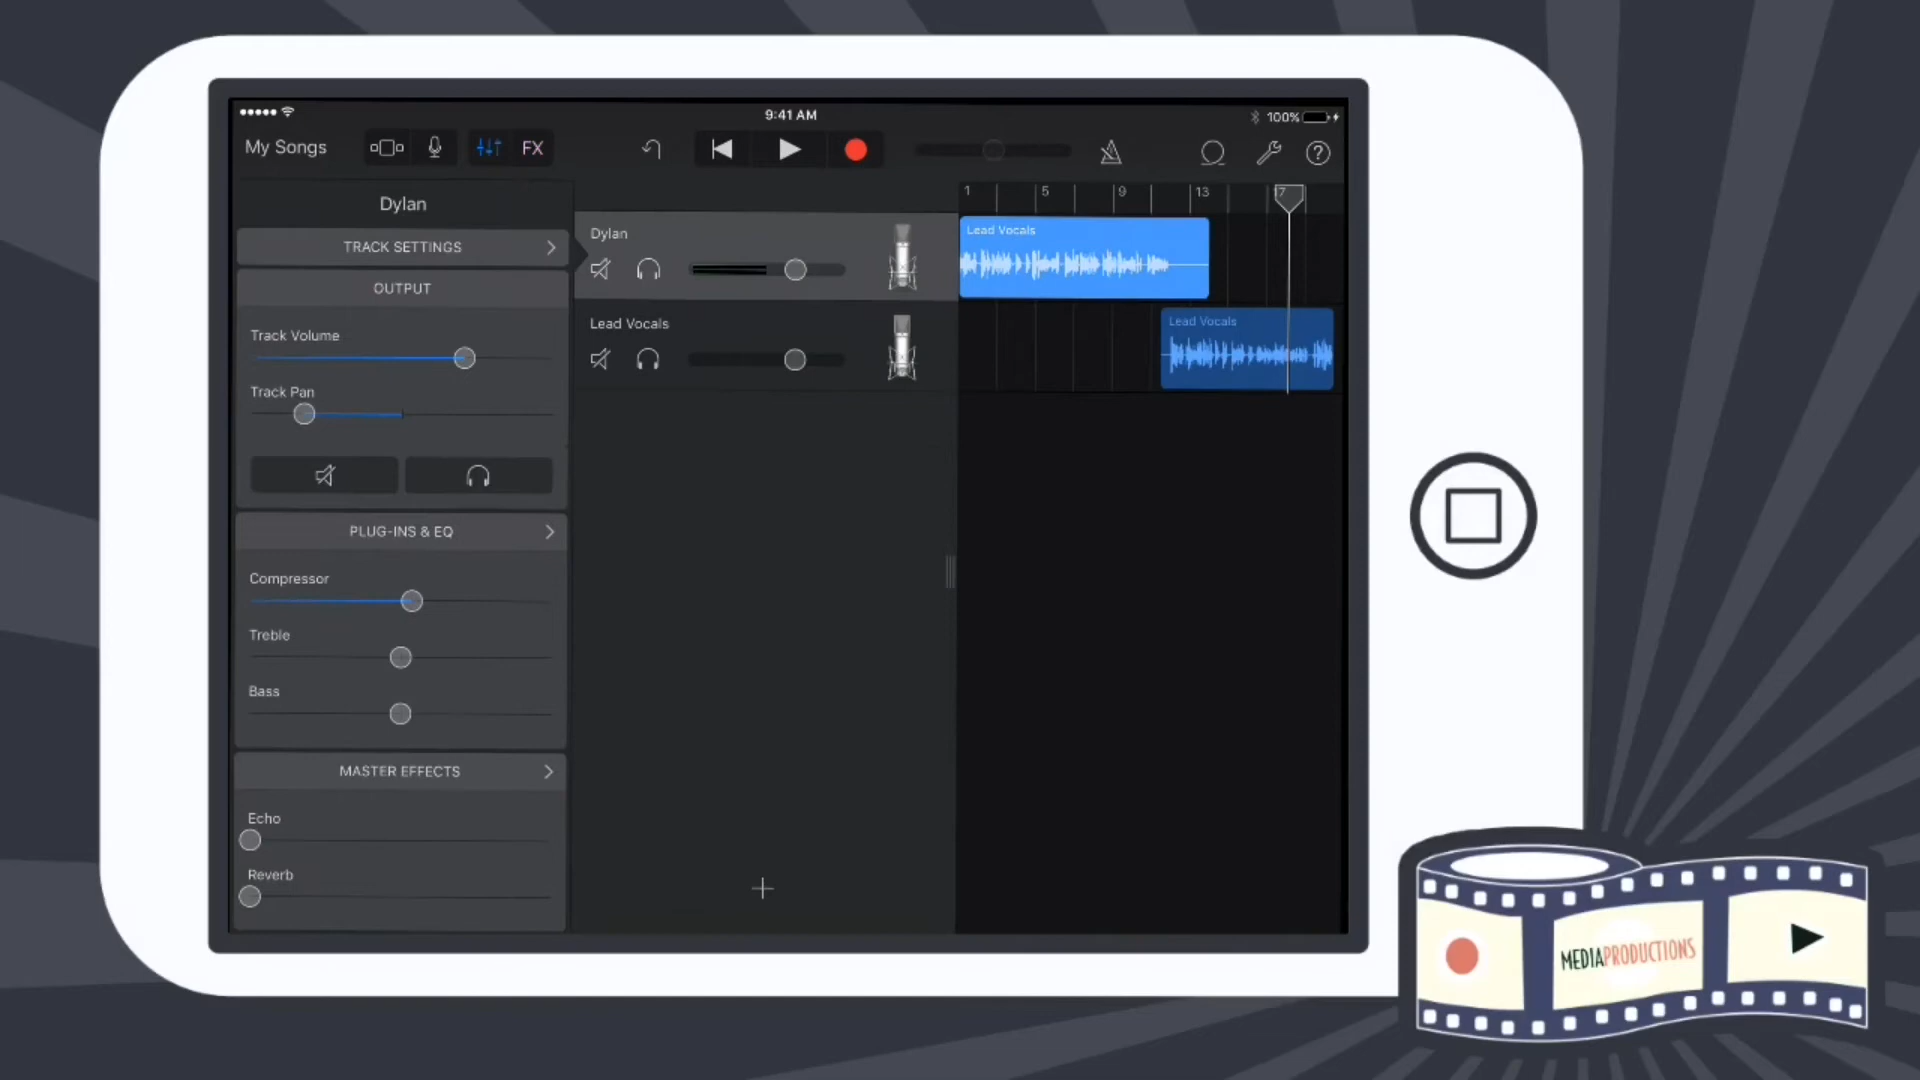 9:41 AM
100%
My Songs
FX
Dylan
TRACK SETTINGS
OUTPUT
Track Volume
Track Pan
PLUG-INS & EQ
Compressor
Treble
Bass
MASTER EFFECTS
Echo
Reverb
Dylan
Lead Vocals
1 5 9 13 17
Lead Vocals
Lead Vocals
MEDIAPRODUCTIONS